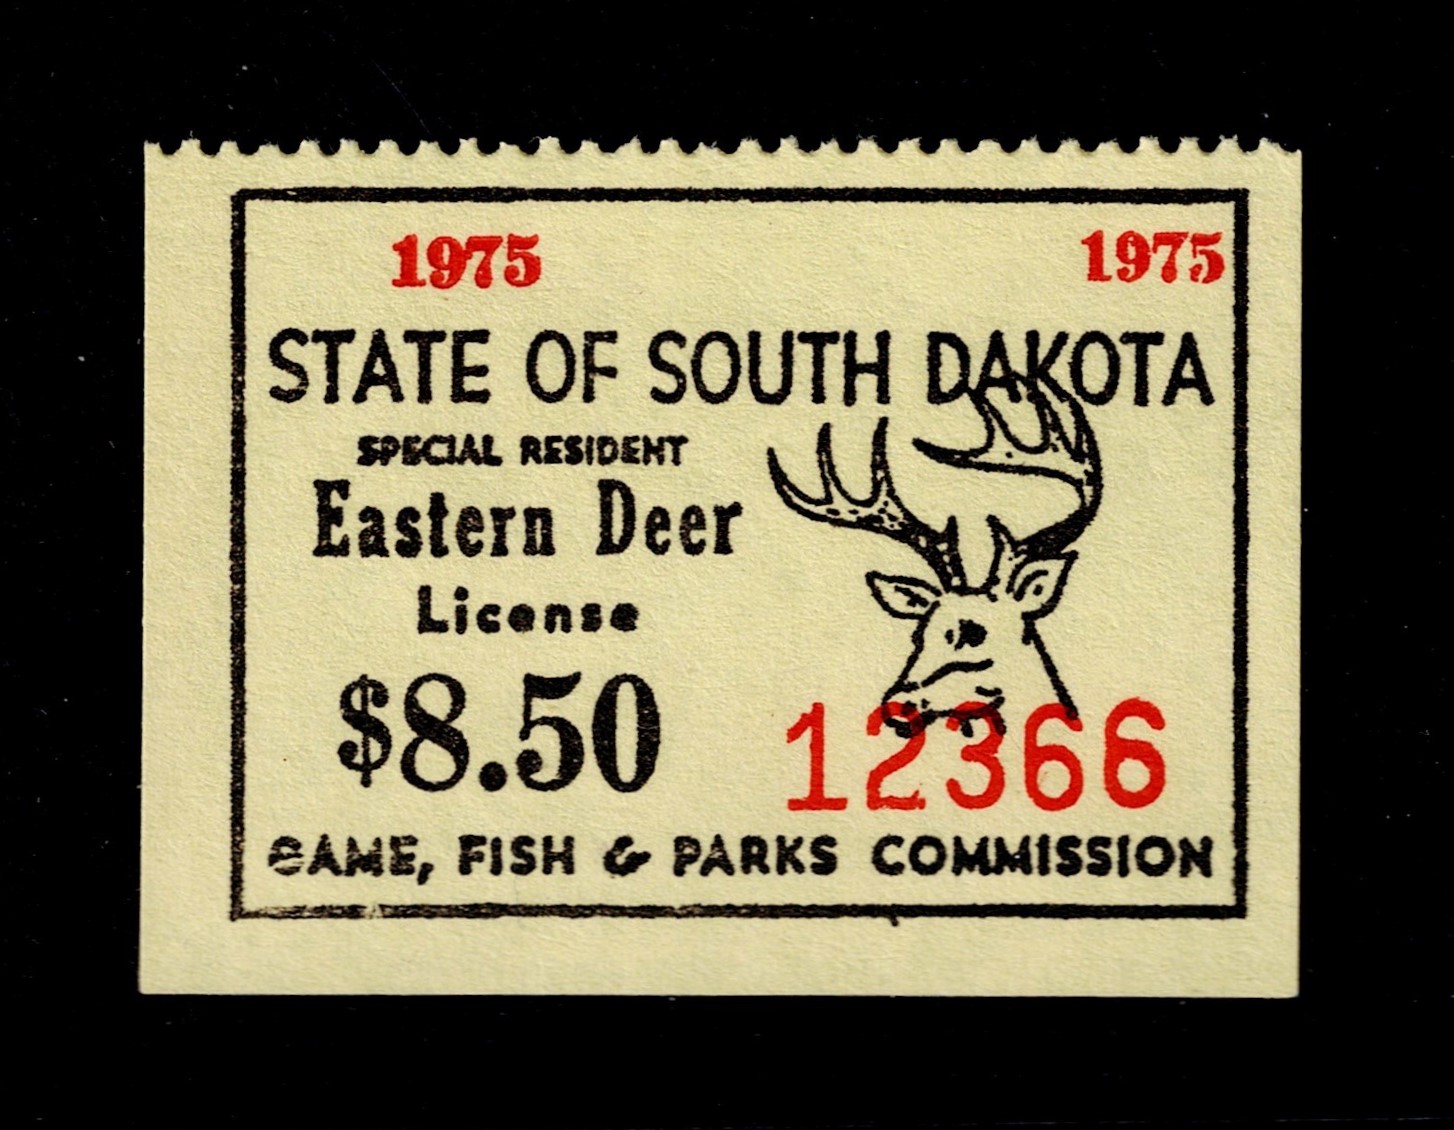 1975 1975
STATE OF SOUTH DAKOTA
SPECIAL RESIDENT
Eastern Deer
License
$8.50
12366
GAME, FISH & PARKS COMMISSION